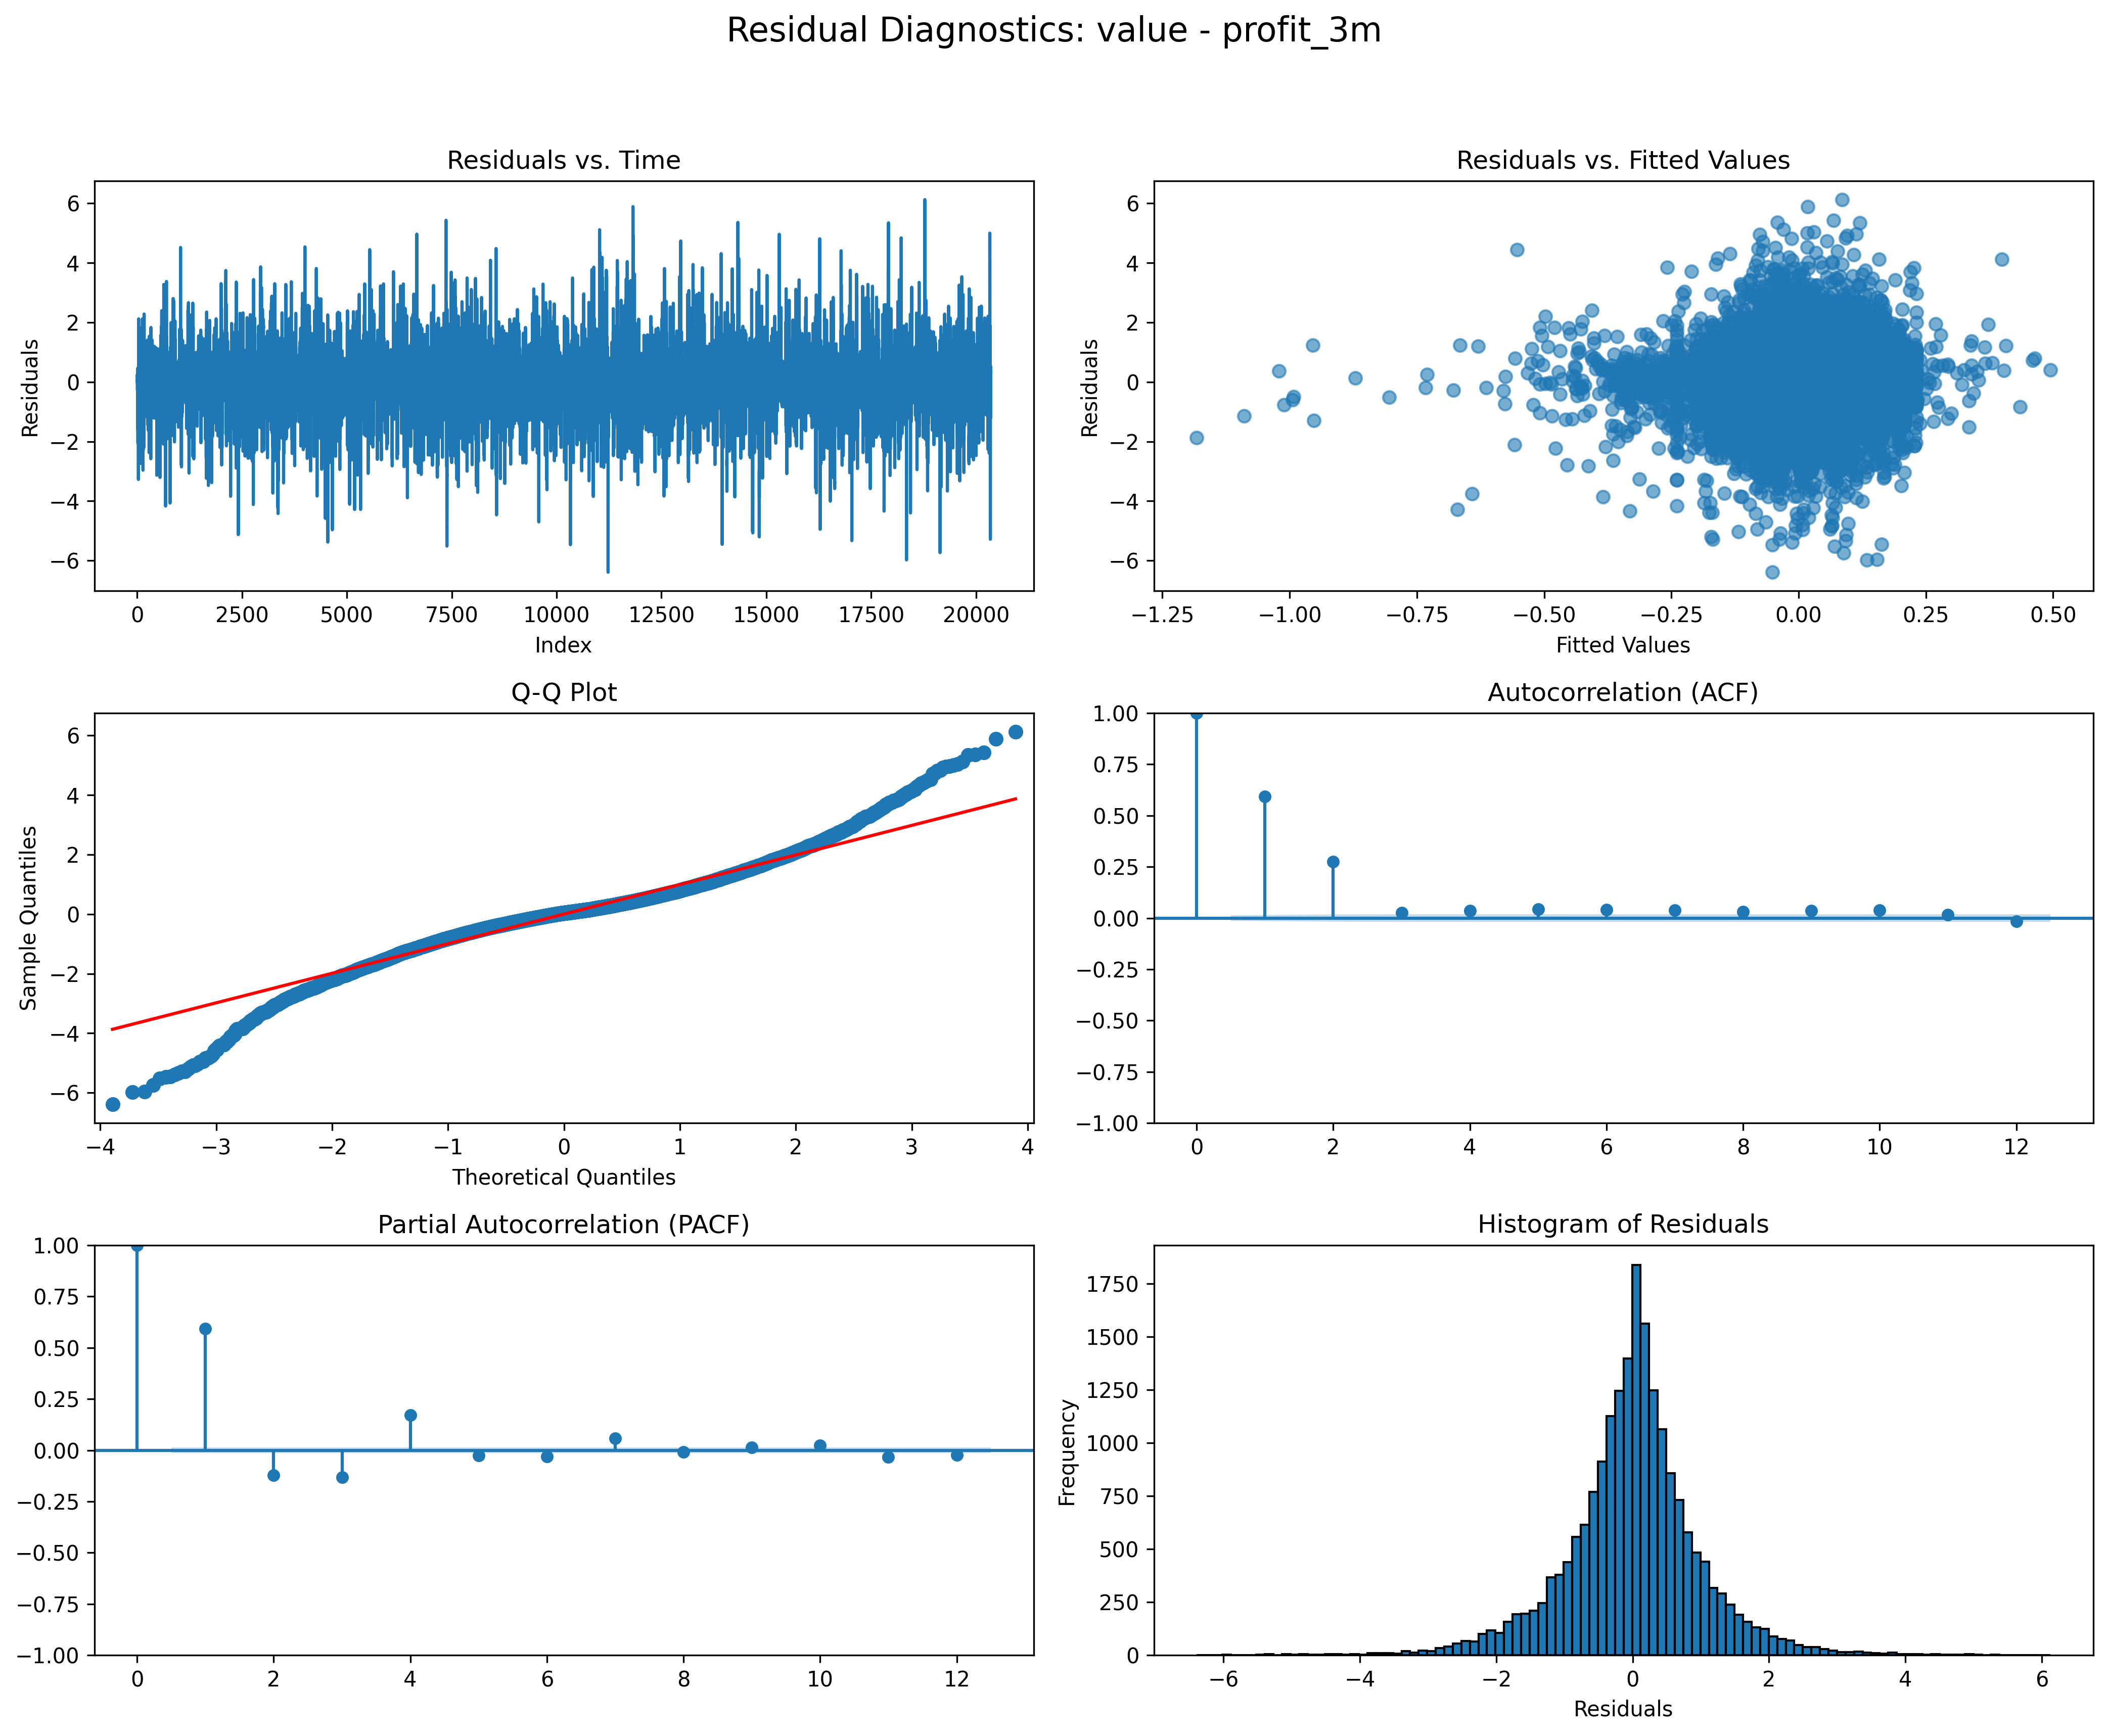 Residual Diagnostics: value - profit_3m
Residuals vs. Time
Residuals
6
4
2
0
−2
−4
−6
0 2500 5000 7500 10000 12500 15000 17500 20000
Index
Residuals vs. Fitted Values
Residuals
6
4
2
0
−2
−4
−6
−1.25 −1.00 −0.75 −0.50 −0.25 0.00 0.25 0.50
Fitted Values
Q-Q Plot
Sample Quantiles
6
4
2
0
−2
−4
−6
−4 −3 −2 −1 0 1 2 3 4
Theoretical Quantiles
Autocorrelation (ACF)
1.00
0.75
0.50
0.25
0.00
−0.25
−0.50
−0.75
−1.00
0 2 4 6 8 10 12
Partial Autocorrelation (PACF)
1.00
0.75
0.50
0.25
0.00
−0.25
−0.50
−0.75
−1.00
0 2 4 6 8 10 12
Histogram of Residuals
Frequency
1750
1500
1250
1000
750
500
250
0
−6 −4 −2 0 2 4 6
Residuals